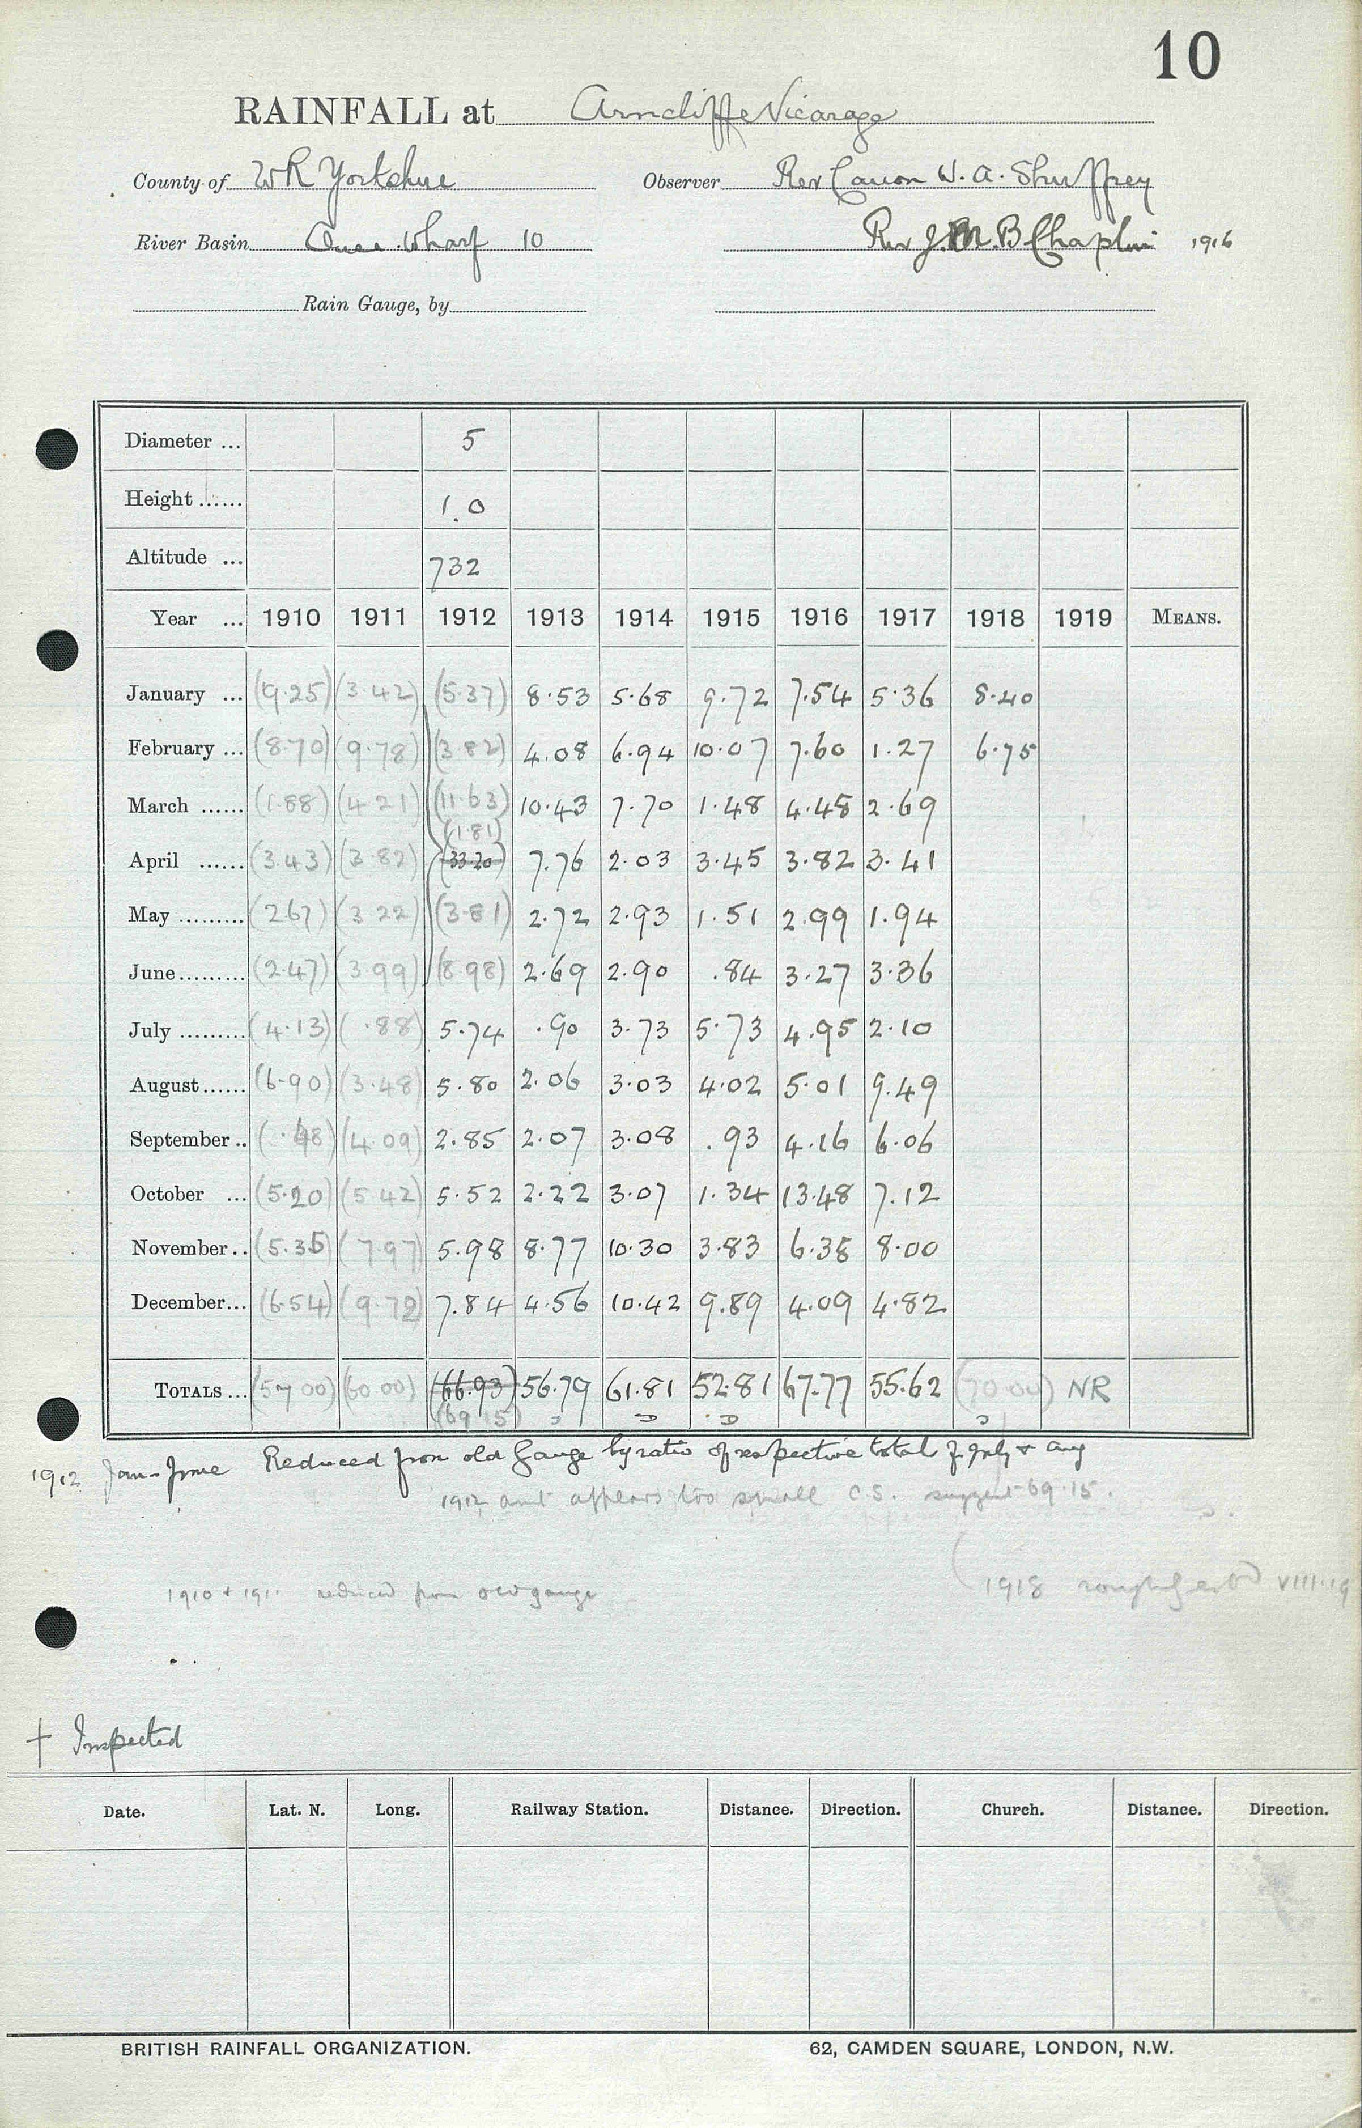 10
RAINFALL at Arncliffe Vicarage
County of WR Yorkshire Observer Rev Canon W. A. Shuffrey
River Basin Ouse. Wharf 10 Rev J.M.B Chaplin 1916
Rain Gauge, by
Diameter ... 5
Height ...... 1.0
Altitude ... 732
Year ... 1910 1911 1912 1913 1914 1915 1916 1917 1918 1919 MEANS.
January ... (9.25) (3.42) (5.37) 8.53 5.68 9.72 7.54 5.36 8.40
February ... (8.70) (9.78) (3.82) 4.08 6.94 10.07 7.60 1.27 6.75
March ...... (1.88) (4.21) (11.63) 10.43 7.70 1.48 4.48 2.69
(1.81)
April ...... (3.43) (3.82) (33.20) 7.76 2.03 3.45 3.82 3.41
May ......... (2.67) (3.22) (3.81) 2.72 2.93 1.51 2.99 1.94
June......... (2.47) (3.99) (8.98) 2.69 2.90 .84 3.27 3.36
July ......... (4.13) (.88) 5.74 .90 3.73 5.73 4.95 2.10
August...... (6.90) (3.48) 5.80 2.06 3.03 4.02 5.01 9.49
September .. (.48) (4.09) 2.85 2.07 3.08 .93 4.16 6.06
October ... (5.20) (5.42) 5.52 2.22 3.07 1.34 13.48 7.12
November .. (5.35) (7.97) 5.98 8.77 10.30 3.83 6.38 8.00
December... (6.54) (9.72) 7.84 4.56 10.42 9.89 4.09 4.82
TOTALS ... (57.00) (60.00) (66.93) 56.79 61.81 52.81 67.77 55.62 (70.00) NR
(69.15)
1912 Jan-June Reduced from old Gauge by ratio of respective totals for July & Aug
1912 amt appears too small C.S. suggest 69.15.
1910 + 1911 reduced from old gauge
1918 roughly estd VIII.19
+ Inspected
Date. Lat. N. Long. Railway Station. Distance. Direction. Church. Distance. Direction.
BRITISH RAINFALL ORGANIZATION. 62, CAMDEN SQUARE, LONDON, N.W.